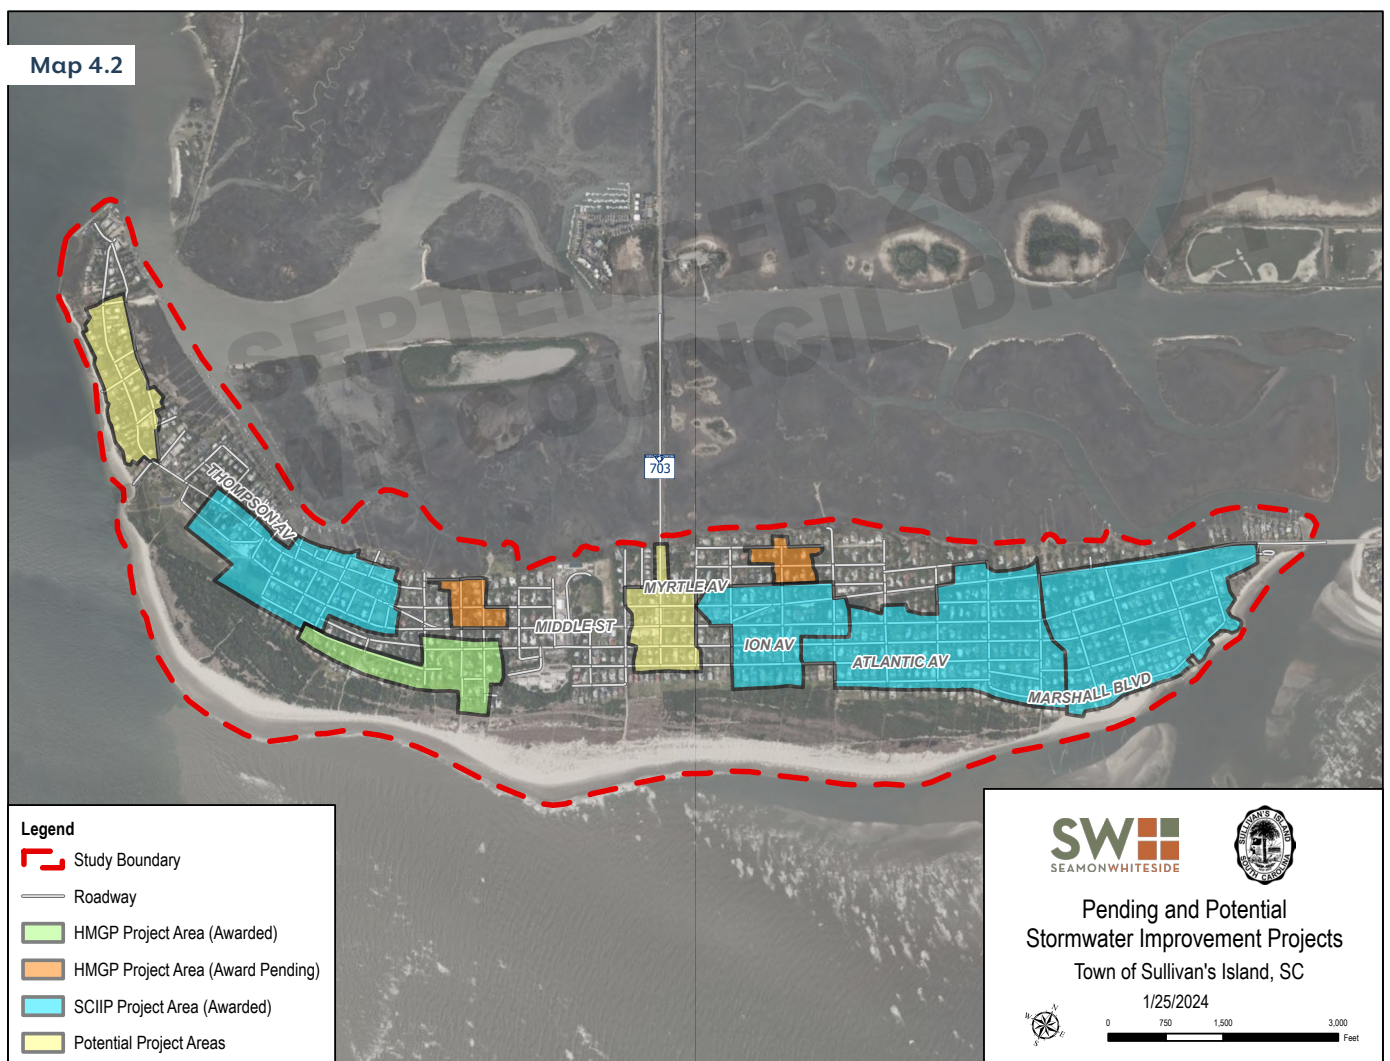 Map 4.2
SEPTEMBER 2024
WN COUNCIL DRAFT
703
THOMPSON AV
MYRTLE AV
MIDDLE ST
ION AV
ATLANTIC AV
MARSHALL BLVD
Legend
Study Boundary
Roadway
HMGP Project Area (Awarded)
HMGP Project Area (Award Pending)
SCIIP Project Area (Awarded)
Potential Project Areas
SW
SEAMONWHITESIDE
SULLIVAN'S ISLAND
SOUTH CAROLINA
Pending and Potential
Stormwater Improvement Projects
Town of Sullivan's Island, SC
1/25/2024
N
W
E
S
0 750 1,500 3,000
Feet